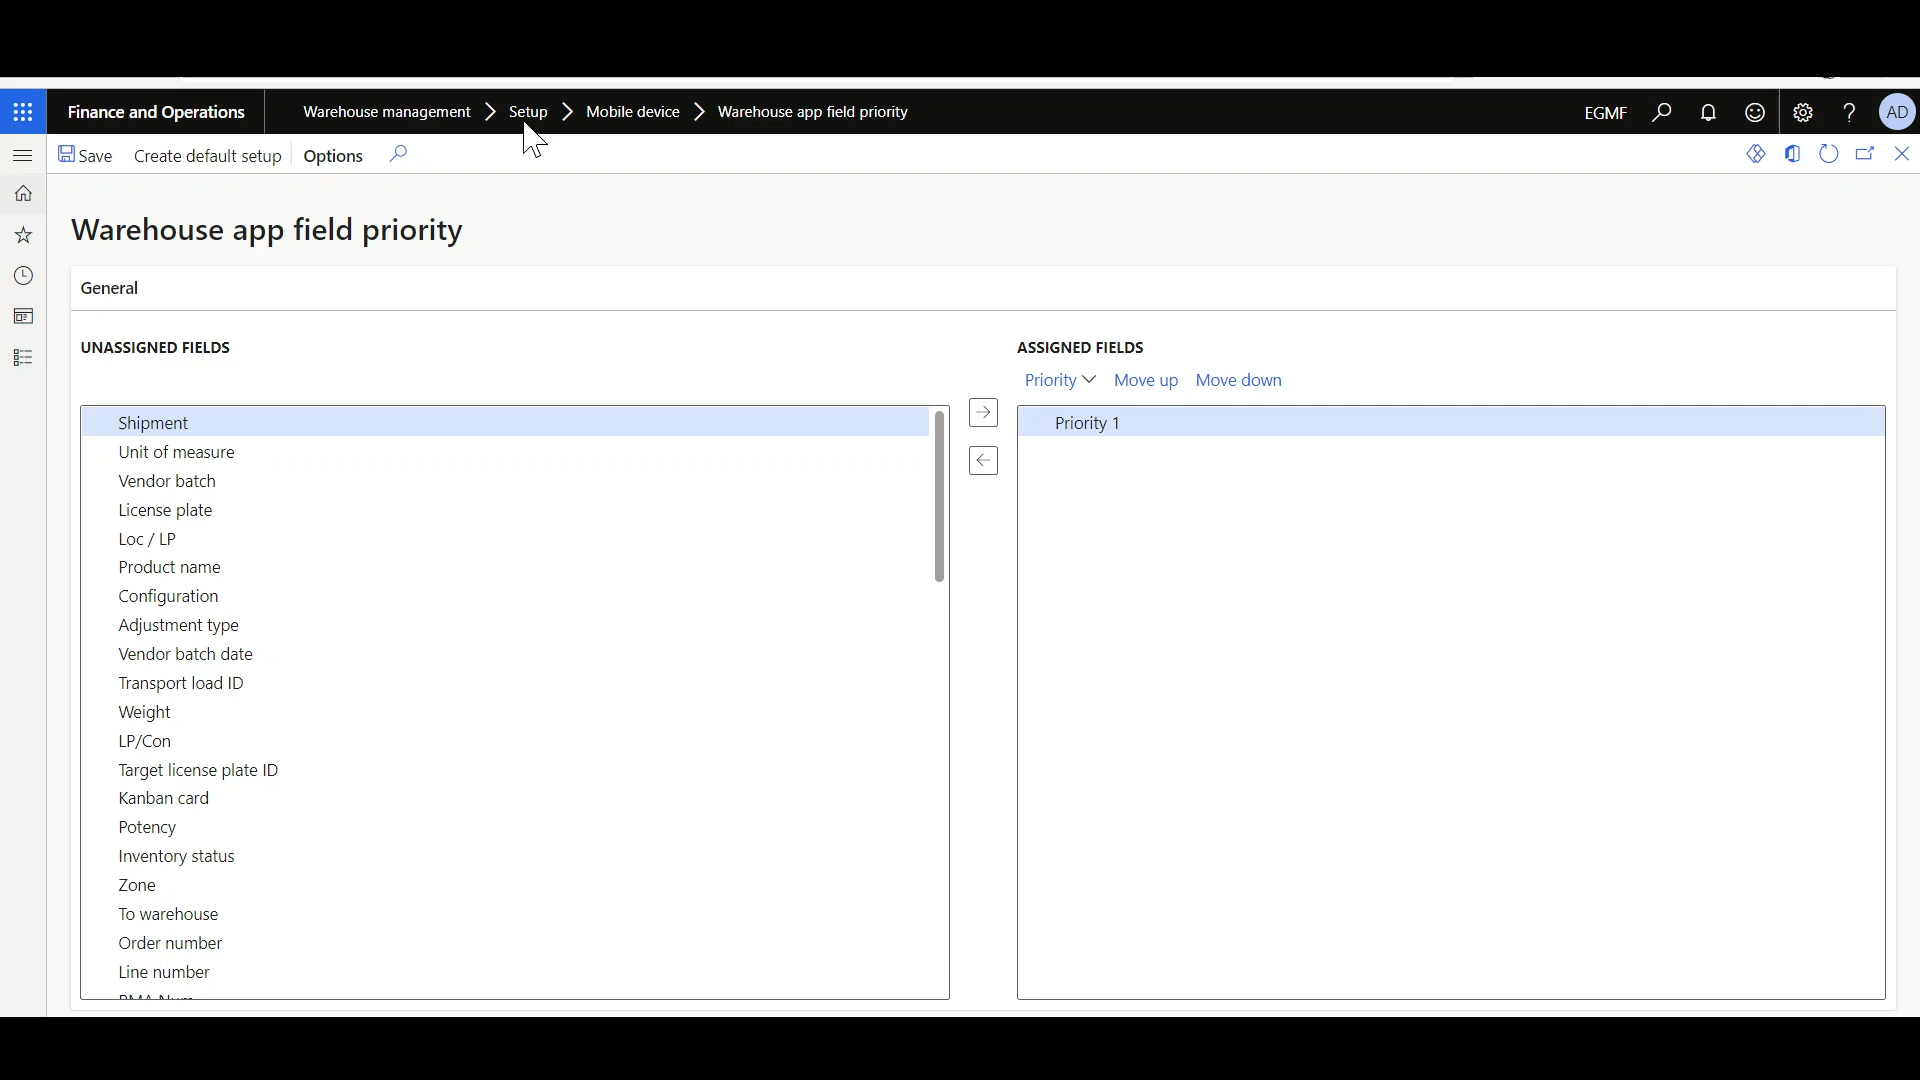 Finance and Operations Warehouse management Setup Mobile device Warehouse app field priority EGMF ? AD
Save Create default setup Options
Warehouse app field priority
General
UNASSIGNED FIELDS
Shipment
Unit of measure
Vendor batch
License plate
Loc / LP
Product name
Configuration
Adjustment type
Vendor batch date
Transport load ID
Weight
LP/Con
Target license plate ID
Kanban card
Potency
Inventory status
Zone
To warehouse
Order number
Line number
ASSIGNED FIELDS
Priority Move up Move down
Priority 1